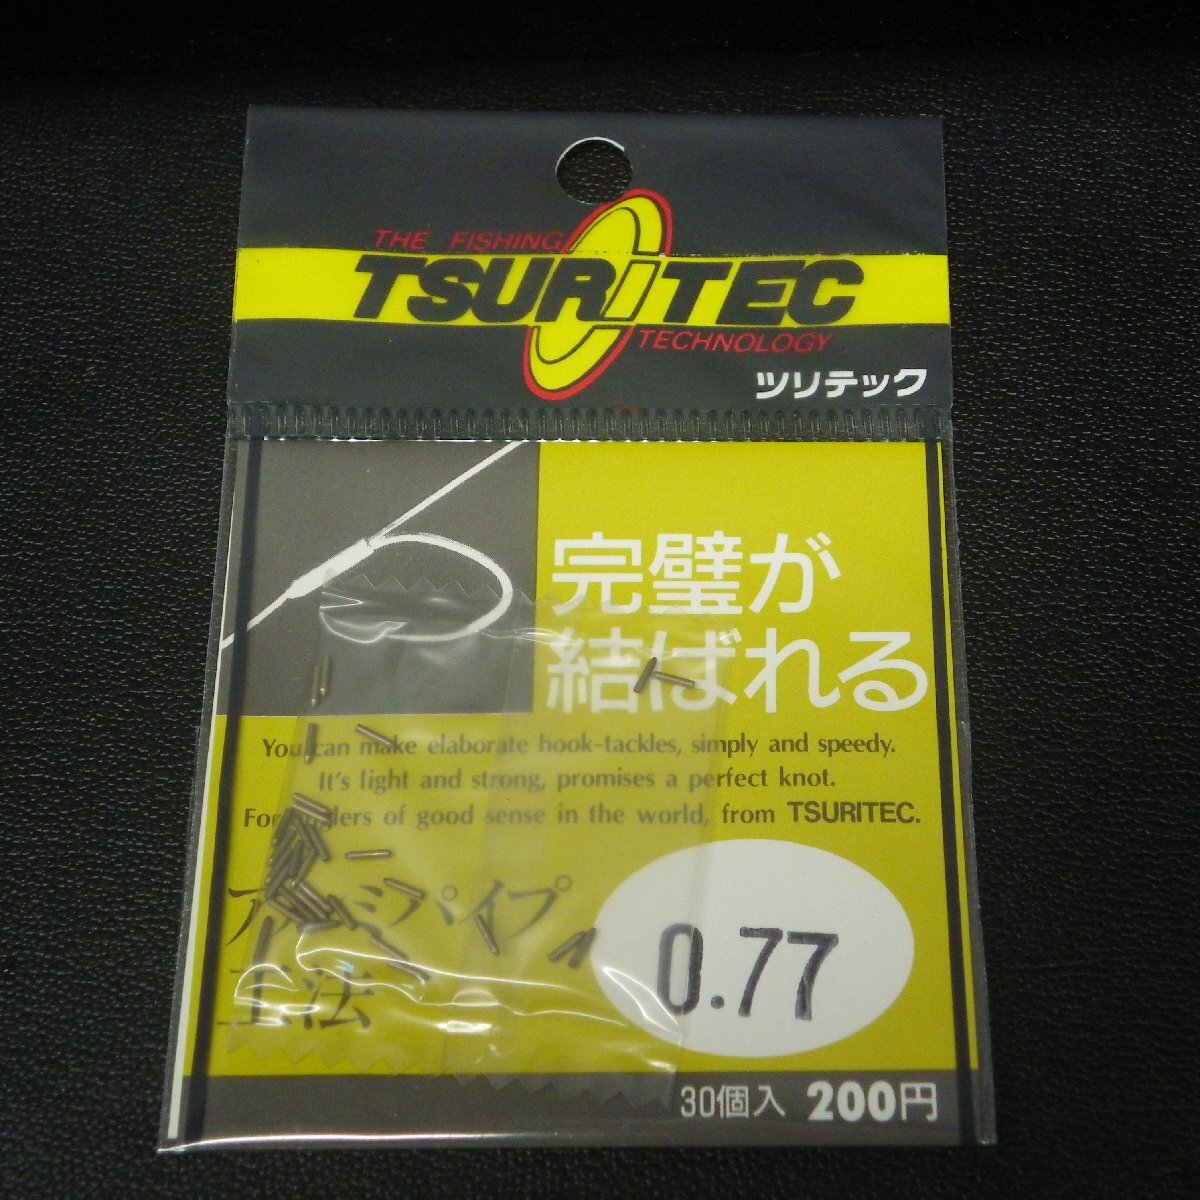 THE FISHING
TSURITEC
TECHNOLOGY
ツリテック
完璧が
結ばれる
You can make elaborate hook-tackles, simply and speedy.
It's light and strong, promises a perfect knot.
For anglers of good sense in the world, from TSURITEC.
アルミパイプ
工法
0.77
30個入 200円